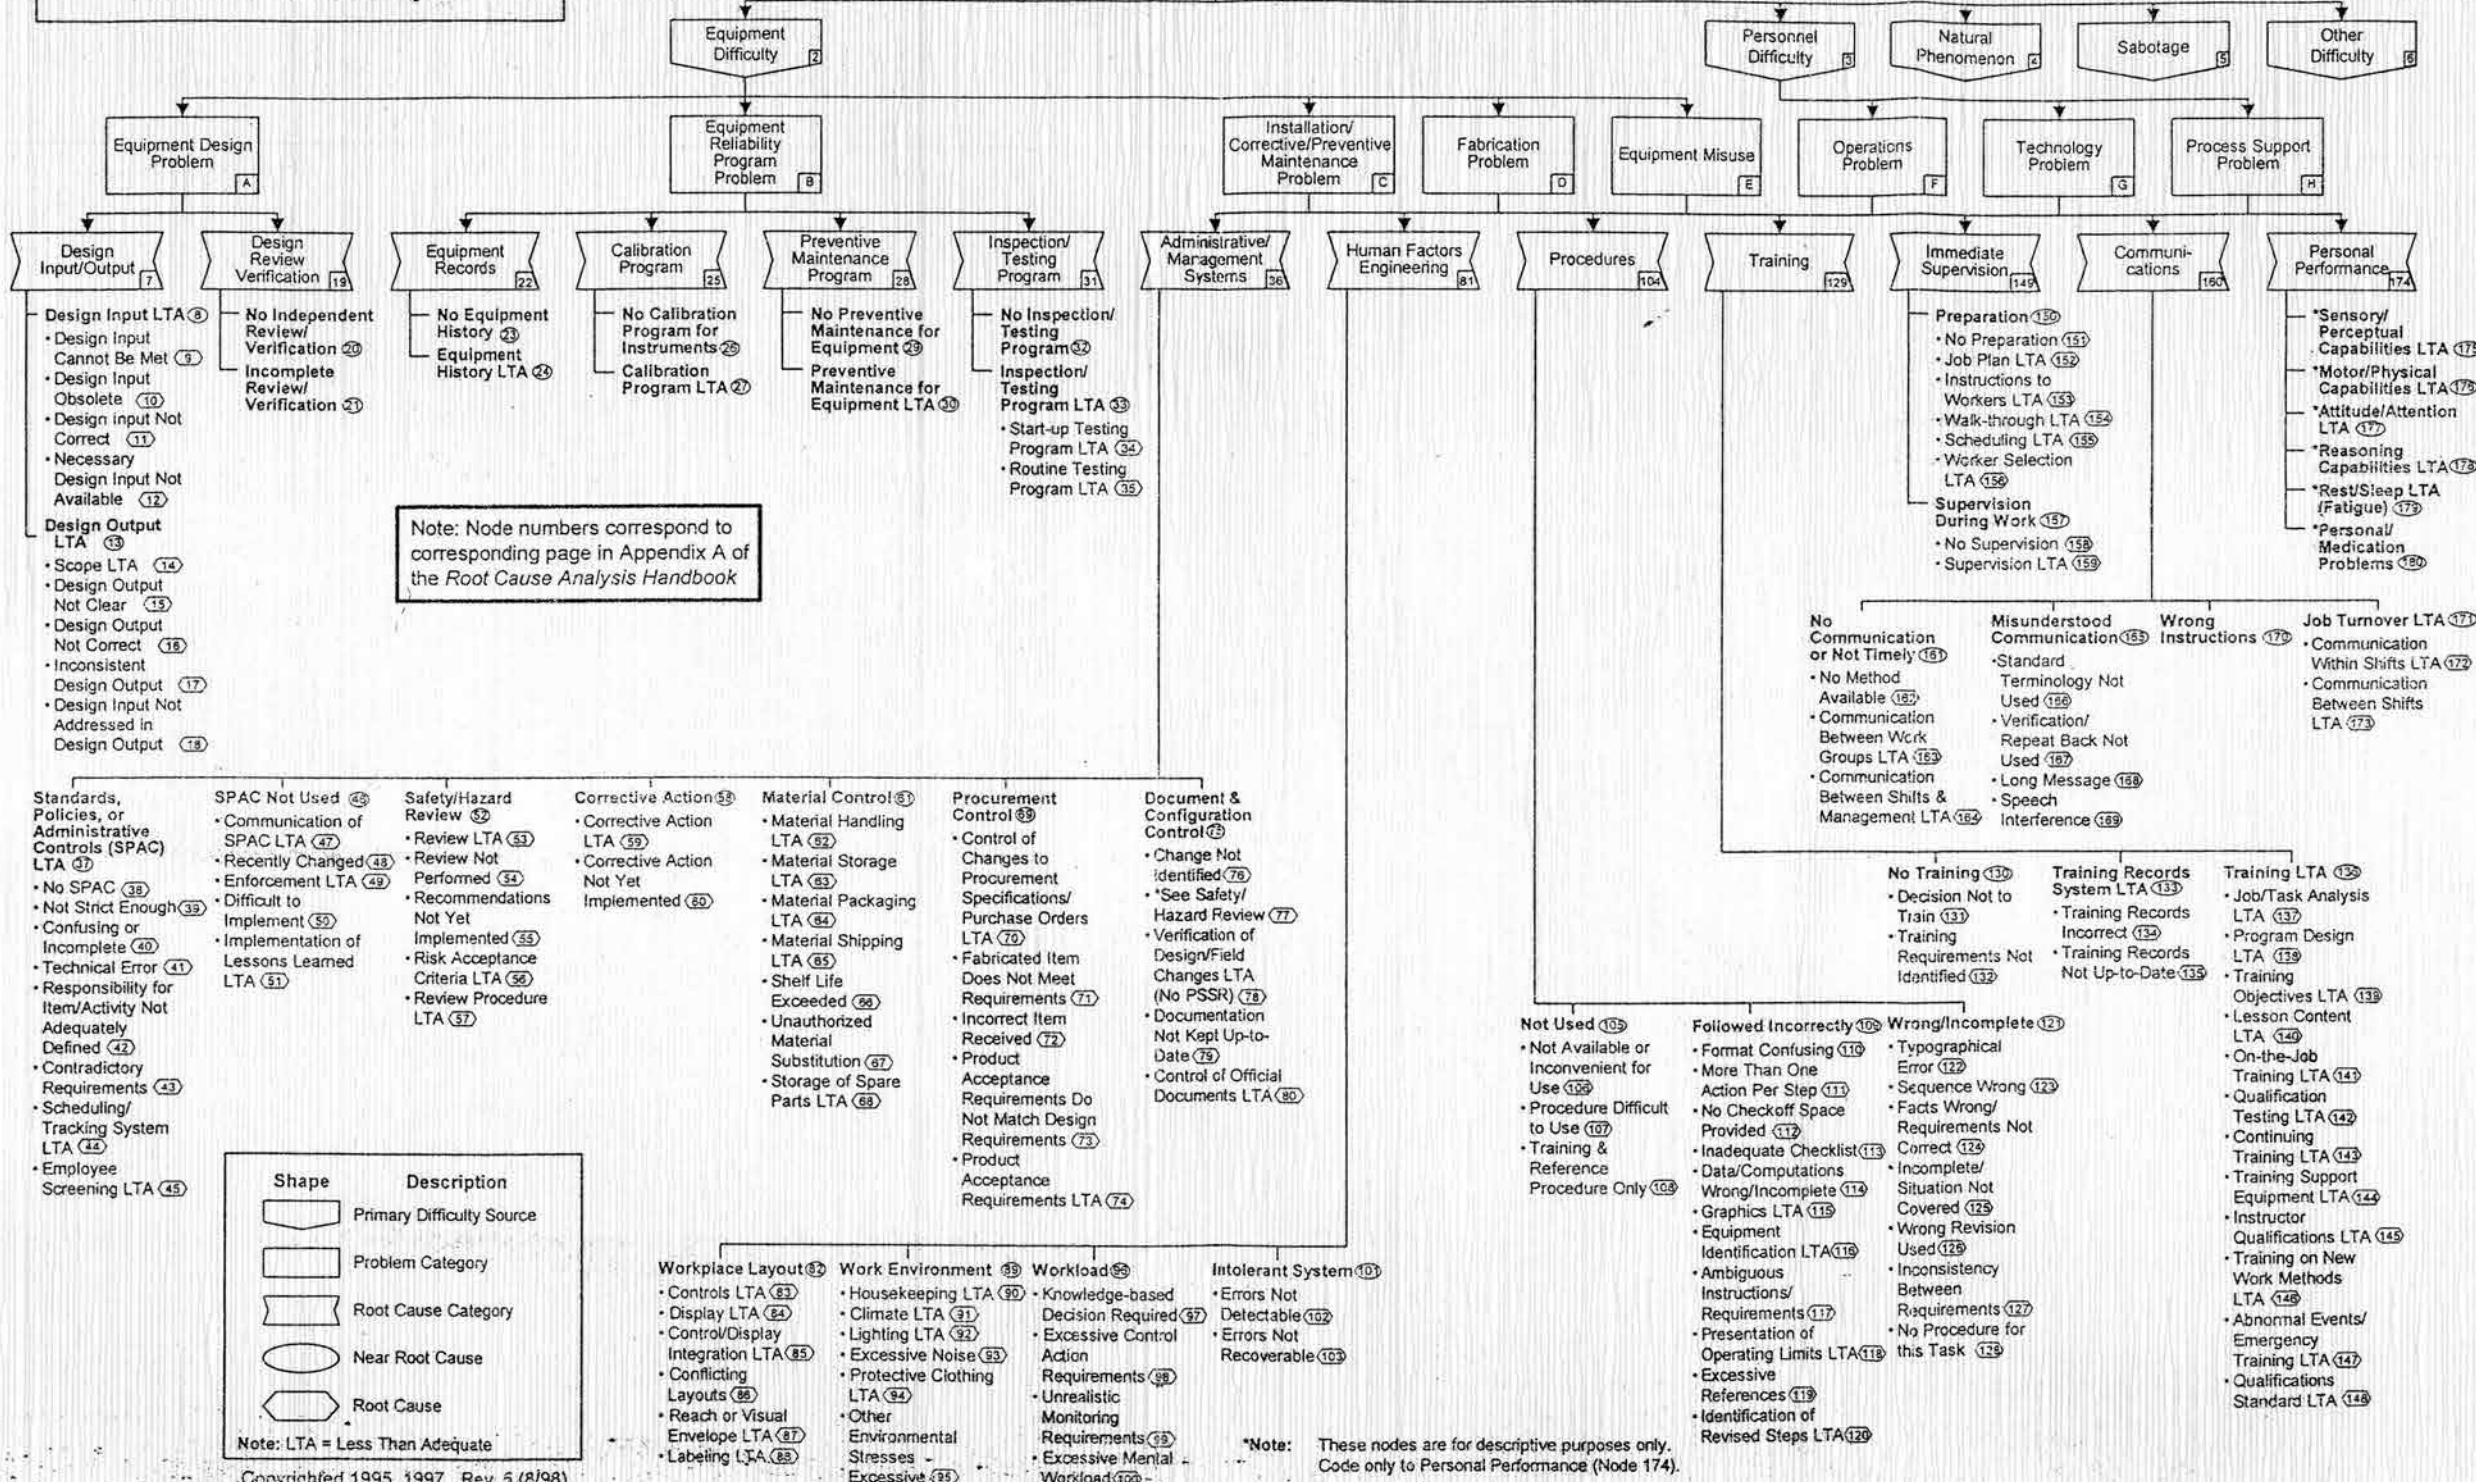 Equipment
Difficulty 2
Personnel
Difficulty 3
Natural
Phenomenon 4
Sabotage 5
Other
Difficulty 6
Equipment Design
Problem A
Equipment
Reliability
Program
Problem B
Installation/
Corrective/Preventive
Maintenance
Problem C
Fabrication
Problem D
Equipment Misuse E
Operations
Problem F
Technology
Problem G
Process Support
Problem H
Design
Input/Output 7
Design
Review
Verification 19
Equipment
Records 22
Calibration
Program 25
Preventive
Maintenance
Program 28
Inspection/
Testing
Program 31
Administrative/
Management
Systems 36
Human Factors
Engineering 81
Procedures 104
Training 129
Immediate
Supervision 149
Communi-
cations 160
Personal
Performance 174
Design Input LTA 8
• Design Input
Cannot Be Met 9
• Design Input
Obsolete 10
• Design Input Not
Correct 11
• Necessary
Design Input Not
Available 12
Design Output
LTA 13
• Scope LTA 14
• Design Output
Not Clear 15
• Design Output
Not Correct 16
• Inconsistent
Design Output 17
• Design Input Not
Addressed in
Design Output 18
No Independent
Review/
Verification 20
Incomplete
Review/
Verification 21
No Equipment
History 23
Equipment
History LTA 24
No Calibration
Program for
Instruments 26
Calibration
Program LTA 27
No Preventive
Maintenance for
Equipment 29
Preventive
Maintenance for
Equipment LTA 30
No Inspection/
Testing
Program 32
Inspection/
Testing
Program LTA 33
• Start-up Testing
Program LTA 34
• Routine Testing
Program LTA 35
Preparation 150
• No Preparation 151
• Job Plan LTA 152
• Instructions to
Workers LTA 153
• Walk-through LTA 154
• Scheduling LTA 155
• Worker Selection
LTA 156
Supervision
During Work 157
• No Supervision 158
• Supervision LTA 159
*Sensory/
Perceptual
Capabilities LTA 175
*Motor/Physical
Capabilities LTA 176
*Attitude/Attention
LTA 177
*Reasoning
Capabilities LTA 178
*Rest/Sleep LTA
(Fatigue) 179
*Personal/
Medication
Problems 180
Note: Node numbers correspond to
corresponding page in Appendix A of
the Root Cause Analysis Handbook
No
Communication
or Not Timely 161
• No Method
Available 162
• Communication
Between Work
Groups LTA 163
• Communication
Between Shifts &
Management LTA 164
Misunderstood
Communication 165
• Standard
Terminology Not
Used 166
• Verification/
Repeat Back Not
Used 167
• Long Message 168
• Speech
Interference 169
Wrong
Instructions 170
Job Turnover LTA 171
• Communication
Within Shifts LTA 172
• Communication
Between Shifts
LTA 173
Standards,
Policies, or
Administrative
Controls (SPAC)
LTA 37
• No SPAC 38
• Not Strict Enough 39
• Confusing or
Incomplete 40
• Technical Error 41
• Responsibility for
Item/Activity Not
Adequately
Defined 42
• Contradictory
Requirements 43
• Scheduling/
Tracking System
LTA 44
• Employee
Screening LTA 45
SPAC Not Used 46
• Communication of
SPAC LTA 47
• Recently Changed 48
• Enforcement LTA 49
• Difficult to
Implement 50
• Implementation of
Lessons Learned
LTA 51
Safety/Hazard
Review 52
• Review LTA 53
• Review Not
Performed 54
• Recommendations
Not Yet
Implemented 55
• Risk Acceptance
Criteria LTA 56
• Review Procedure
LTA 57
Corrective Action 58
• Corrective Action
LTA 59
• Corrective Action
Not Yet
Implemented 60
Material Control 61
• Material Handling
LTA 62
• Material Storage
LTA 63
• Material Packaging
LTA 64
• Material Shipping
LTA 65
• Shelf Life
Exceeded 66
• Unauthorized
Material
Substitution 67
• Storage of Spare
Parts LTA 68
Procurement
Control 69
• Control of
Changes to
Procurement
Specifications/
Purchase Orders
LTA 70
• Fabricated Item
Does Not Meet
Requirements 71
• Incorrect Item
Received 72
• Product
Acceptance
Requirements Do
Not Match Design
Requirements 73
• Product
Acceptance
Requirements LTA 74
Document &
Configuration
Control 75
• Change Not
Identified 76
• *See Safety/
Hazard Review 77
• Verification of
Design/Field
Changes LTA
(No PSSR) 78
• Documentation
Not Kept Up-to-
Date 79
• Control of Official
Documents LTA 80
No Training 130
• Decision Not to
Train 131
• Training
Requirements Not
Identified 132
Training Records
System LTA 133
• Training Records
Incorrect 134
• Training Records
Not Up-to-Date 135
Training LTA 136
• Job/Task Analysis
LTA 137
• Program Design
LTA 138
• Training
Objectives LTA 139
• Lesson Content
LTA 140
• On-the-Job
Training LTA 141
• Qualification
Testing LTA 142
• Continuing
Training LTA 143
• Training Support
Equipment LTA 144
• Instructor
Qualifications LTA 145
• Training on New
Work Methods
LTA 146
• Abnormal Events/
Emergency
Training LTA 147
• Qualifications
Standard LTA 148
Not Used 105
• Not Available or
Inconvenient for
Use 106
• Procedure Difficult
to Use 107
• Training &
Reference
Procedure Only 108
Followed Incorrectly 109
• Format Confusing 110
• More Than One
Action Per Step 111
• No Checkoff Space
Provided 112
• Inadequate Checklist 113
• Data/Computations
Wrong/Incomplete 114
• Graphics LTA 115
• Equipment
Identification LTA 116
• Ambiguous
Instructions/
Requirements 117
• Presentation of
Operating Limits LTA 118
• Excessive
References 119
• Identification of
Revised Steps LTA 120
Wrong/Incomplete 121
• Typographical
Error 122
• Sequence Wrong 123
• Facts Wrong/
Requirements Not
Correct 124
• Incomplete/
Situation Not
Covered 125
• Wrong Revision
Used 126
• Inconsistency
Between
Requirements 127
• No Procedure for
this Task 128
Shape Description
Primary Difficulty Source
Problem Category
Root Cause Category
Near Root Cause
Root Cause
Note: LTA = Less Than Adequate
Copyrighted 1995, 1997 Rev. 5 (8/98)
Workplace Layout 82
• Controls LTA 83
• Display LTA 84
• Control/Display
Integration LTA 85
• Conflicting
Layouts 86
• Reach or Visual
Envelope LTA 87
• Labeling LTA 88
Work Environment 89
• Housekeeping LTA 90
• Climate LTA 91
• Lighting LTA 92
• Excessive Noise 93
• Protective Clothing
LTA 94
• Other
Environmental
Stresses
Excessive 95
Workload 96
• Knowledge-based
Decision Required 97
• Excessive Control
Action
Requirements 98
• Unrealistic
Monitoring
Requirements 99
• Excessive Mental
Workload 100
Intolerant System 101
• Errors Not
Detectable 102
• Errors Not
Recoverable 103
*Note: These nodes are for descriptive purposes only.
Code only to Personal Performance (Node 174).